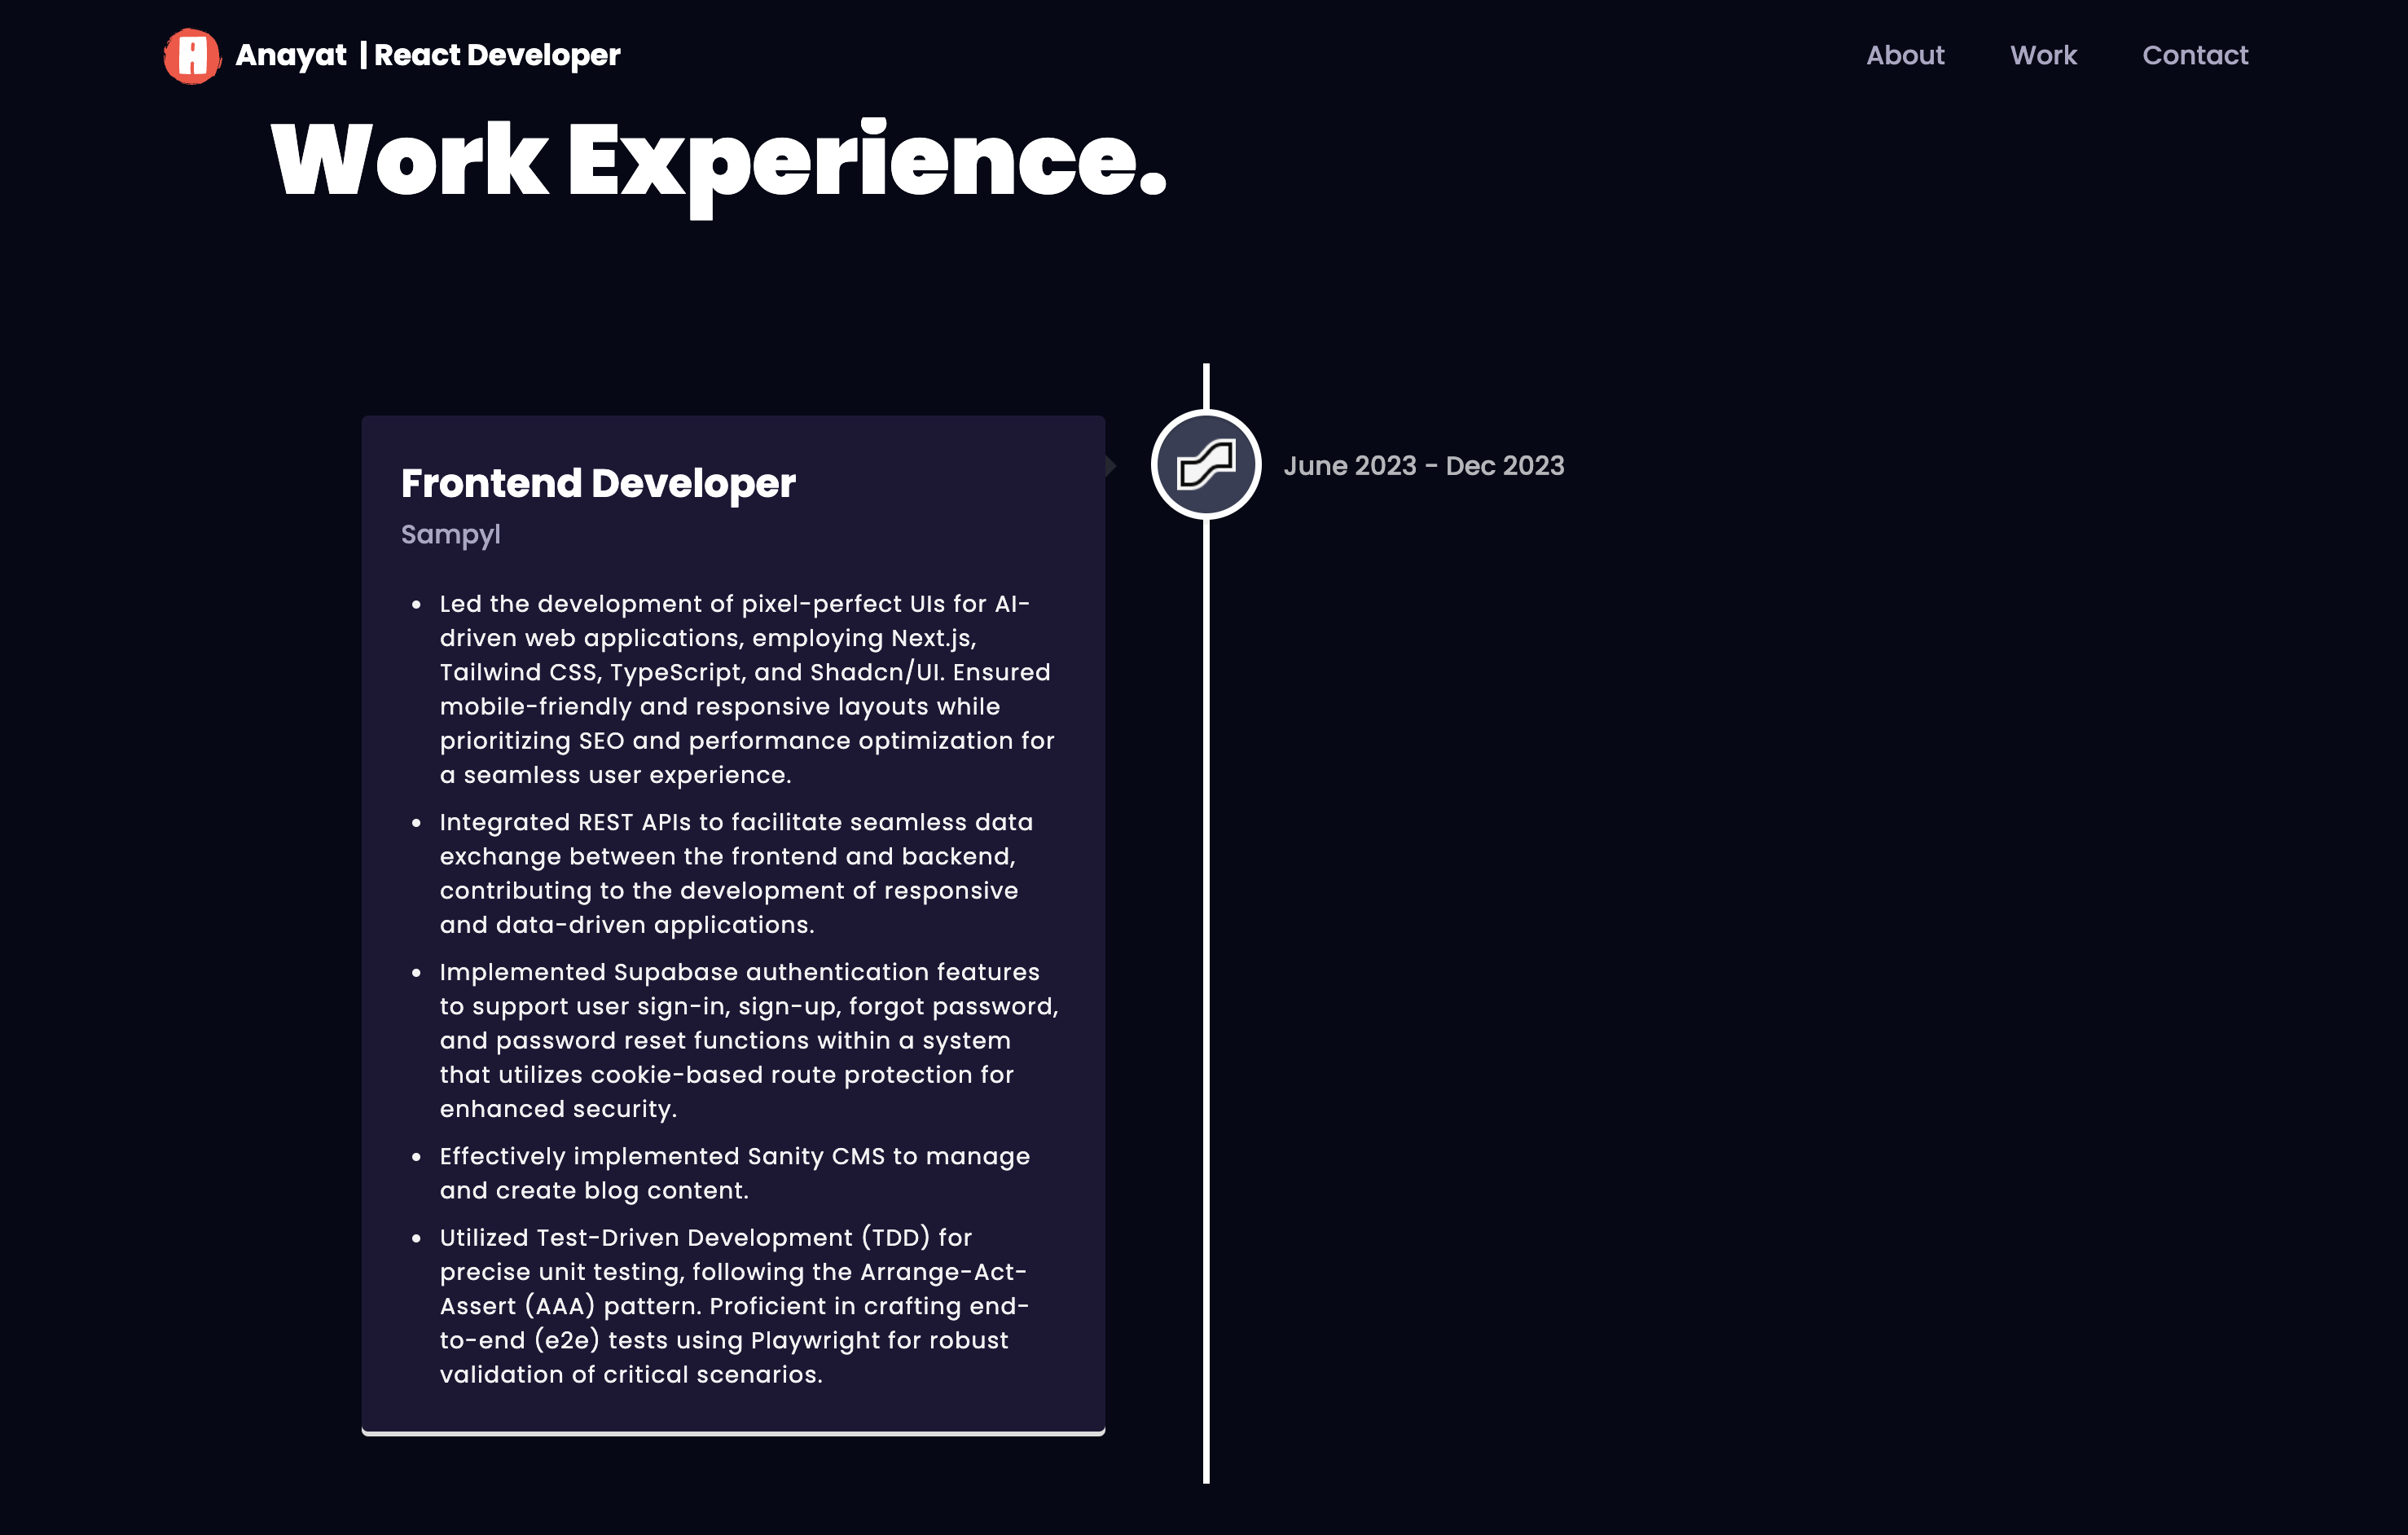 A Anayat | React Developer
About Work Contact
Work Experience.
Frontend Developer
Sampyl
June 2023 - Dec 2023
• Led the development of pixel-perfect UIs for AI-
driven web applications, employing Next.js,
Tailwind CSS, TypeScript, and Shadcn/UI. Ensured
mobile-friendly and responsive layouts while
prioritizing SEO and performance optimization for
a seamless user experience.
• Integrated REST APIs to facilitate seamless data
exchange between the frontend and backend,
contributing to the development of responsive
and data-driven applications.
• Implemented Supabase authentication features
to support user sign-in, sign-up, forgot password,
and password reset functions within a system
that utilizes cookie-based route protection for
enhanced security.
• Effectively implemented Sanity CMS to manage
and create blog content.
• Utilized Test-Driven Development (TDD) for
precise unit testing, following the Arrange-Act-
Assert (AAA) pattern. Proficient in crafting end-
to-end (e2e) tests using Playwright for robust
validation of critical scenarios.